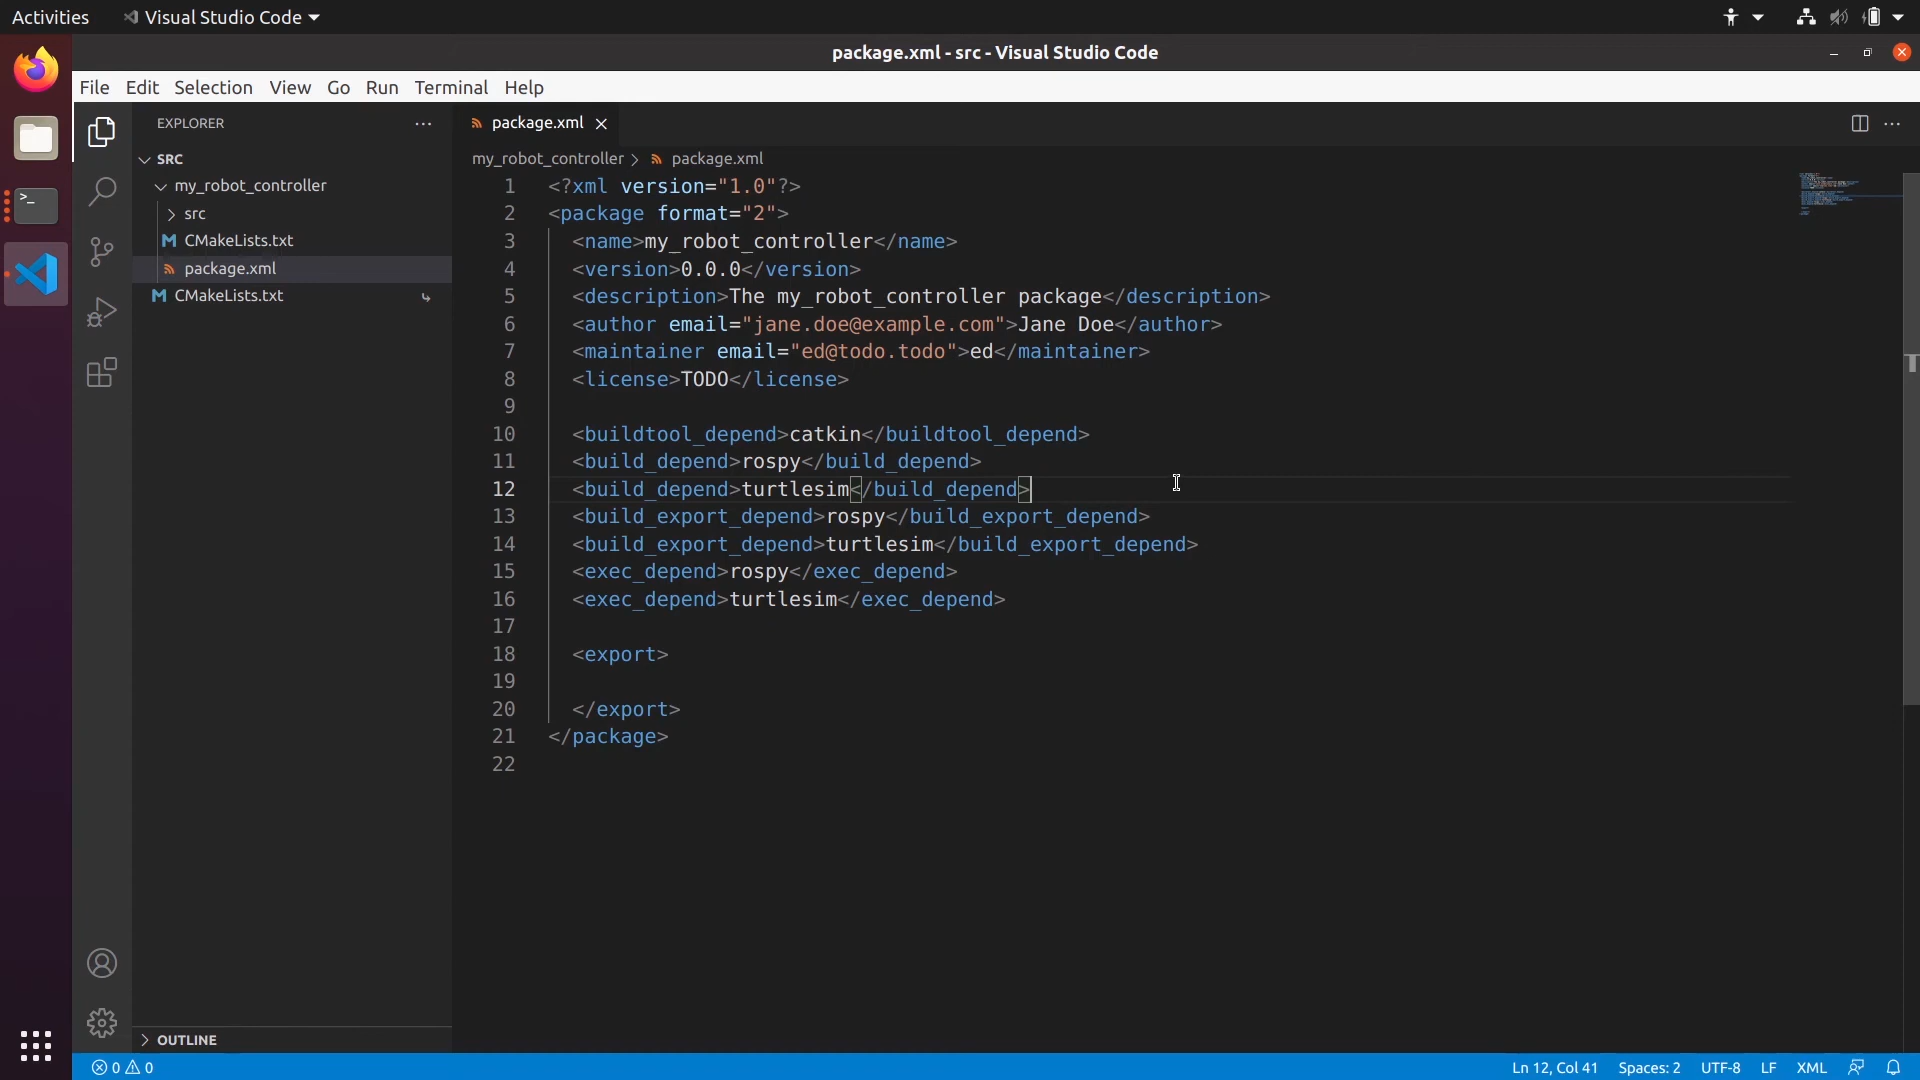 Activities
Visual Studio Code
package.xml - src - Visual Studio Code
File Edit Selection View Go Run Terminal Help
EXPLORER
SRC
my_robot_controller
src
CMakeLists.txt
package.xml
CMakeLists.txt
OUTLINE
package.xml
my_robot_controller > package.xml
1 <?xml version="1.0"?>
2 <package format="2">
3 <name>my_robot_controller</name>
4 <version>0.0.0</version>
5 <description>The my_robot_controller package</description>
6 <author email="jane.doe@example.com">Jane Doe</author>
7 <maintainer email="ed@todo.todo">ed</maintainer>
8 <license>TODO</license>
9
10 <buildtool_depend>catkin</buildtool_depend>
11 <build_depend>rospy</build_depend>
12 <build_depend>turtlesim</build_depend>
13 <build_export_depend>rospy</build_export_depend>
14 <build_export_depend>turtlesim</build_export_depend>
15 <exec_depend>rospy</exec_depend>
16 <exec_depend>turtlesim</exec_depend>
17
18 <export>
19
20 </export>
21 </package>
22
0 0
Ln 12, Col 41 Spaces: 2 UTF-8 LF XML